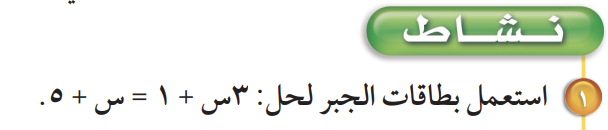 نشاط
١ استعمل بطاقات الجبر لحل: ٣س + ١ = س + ٥.